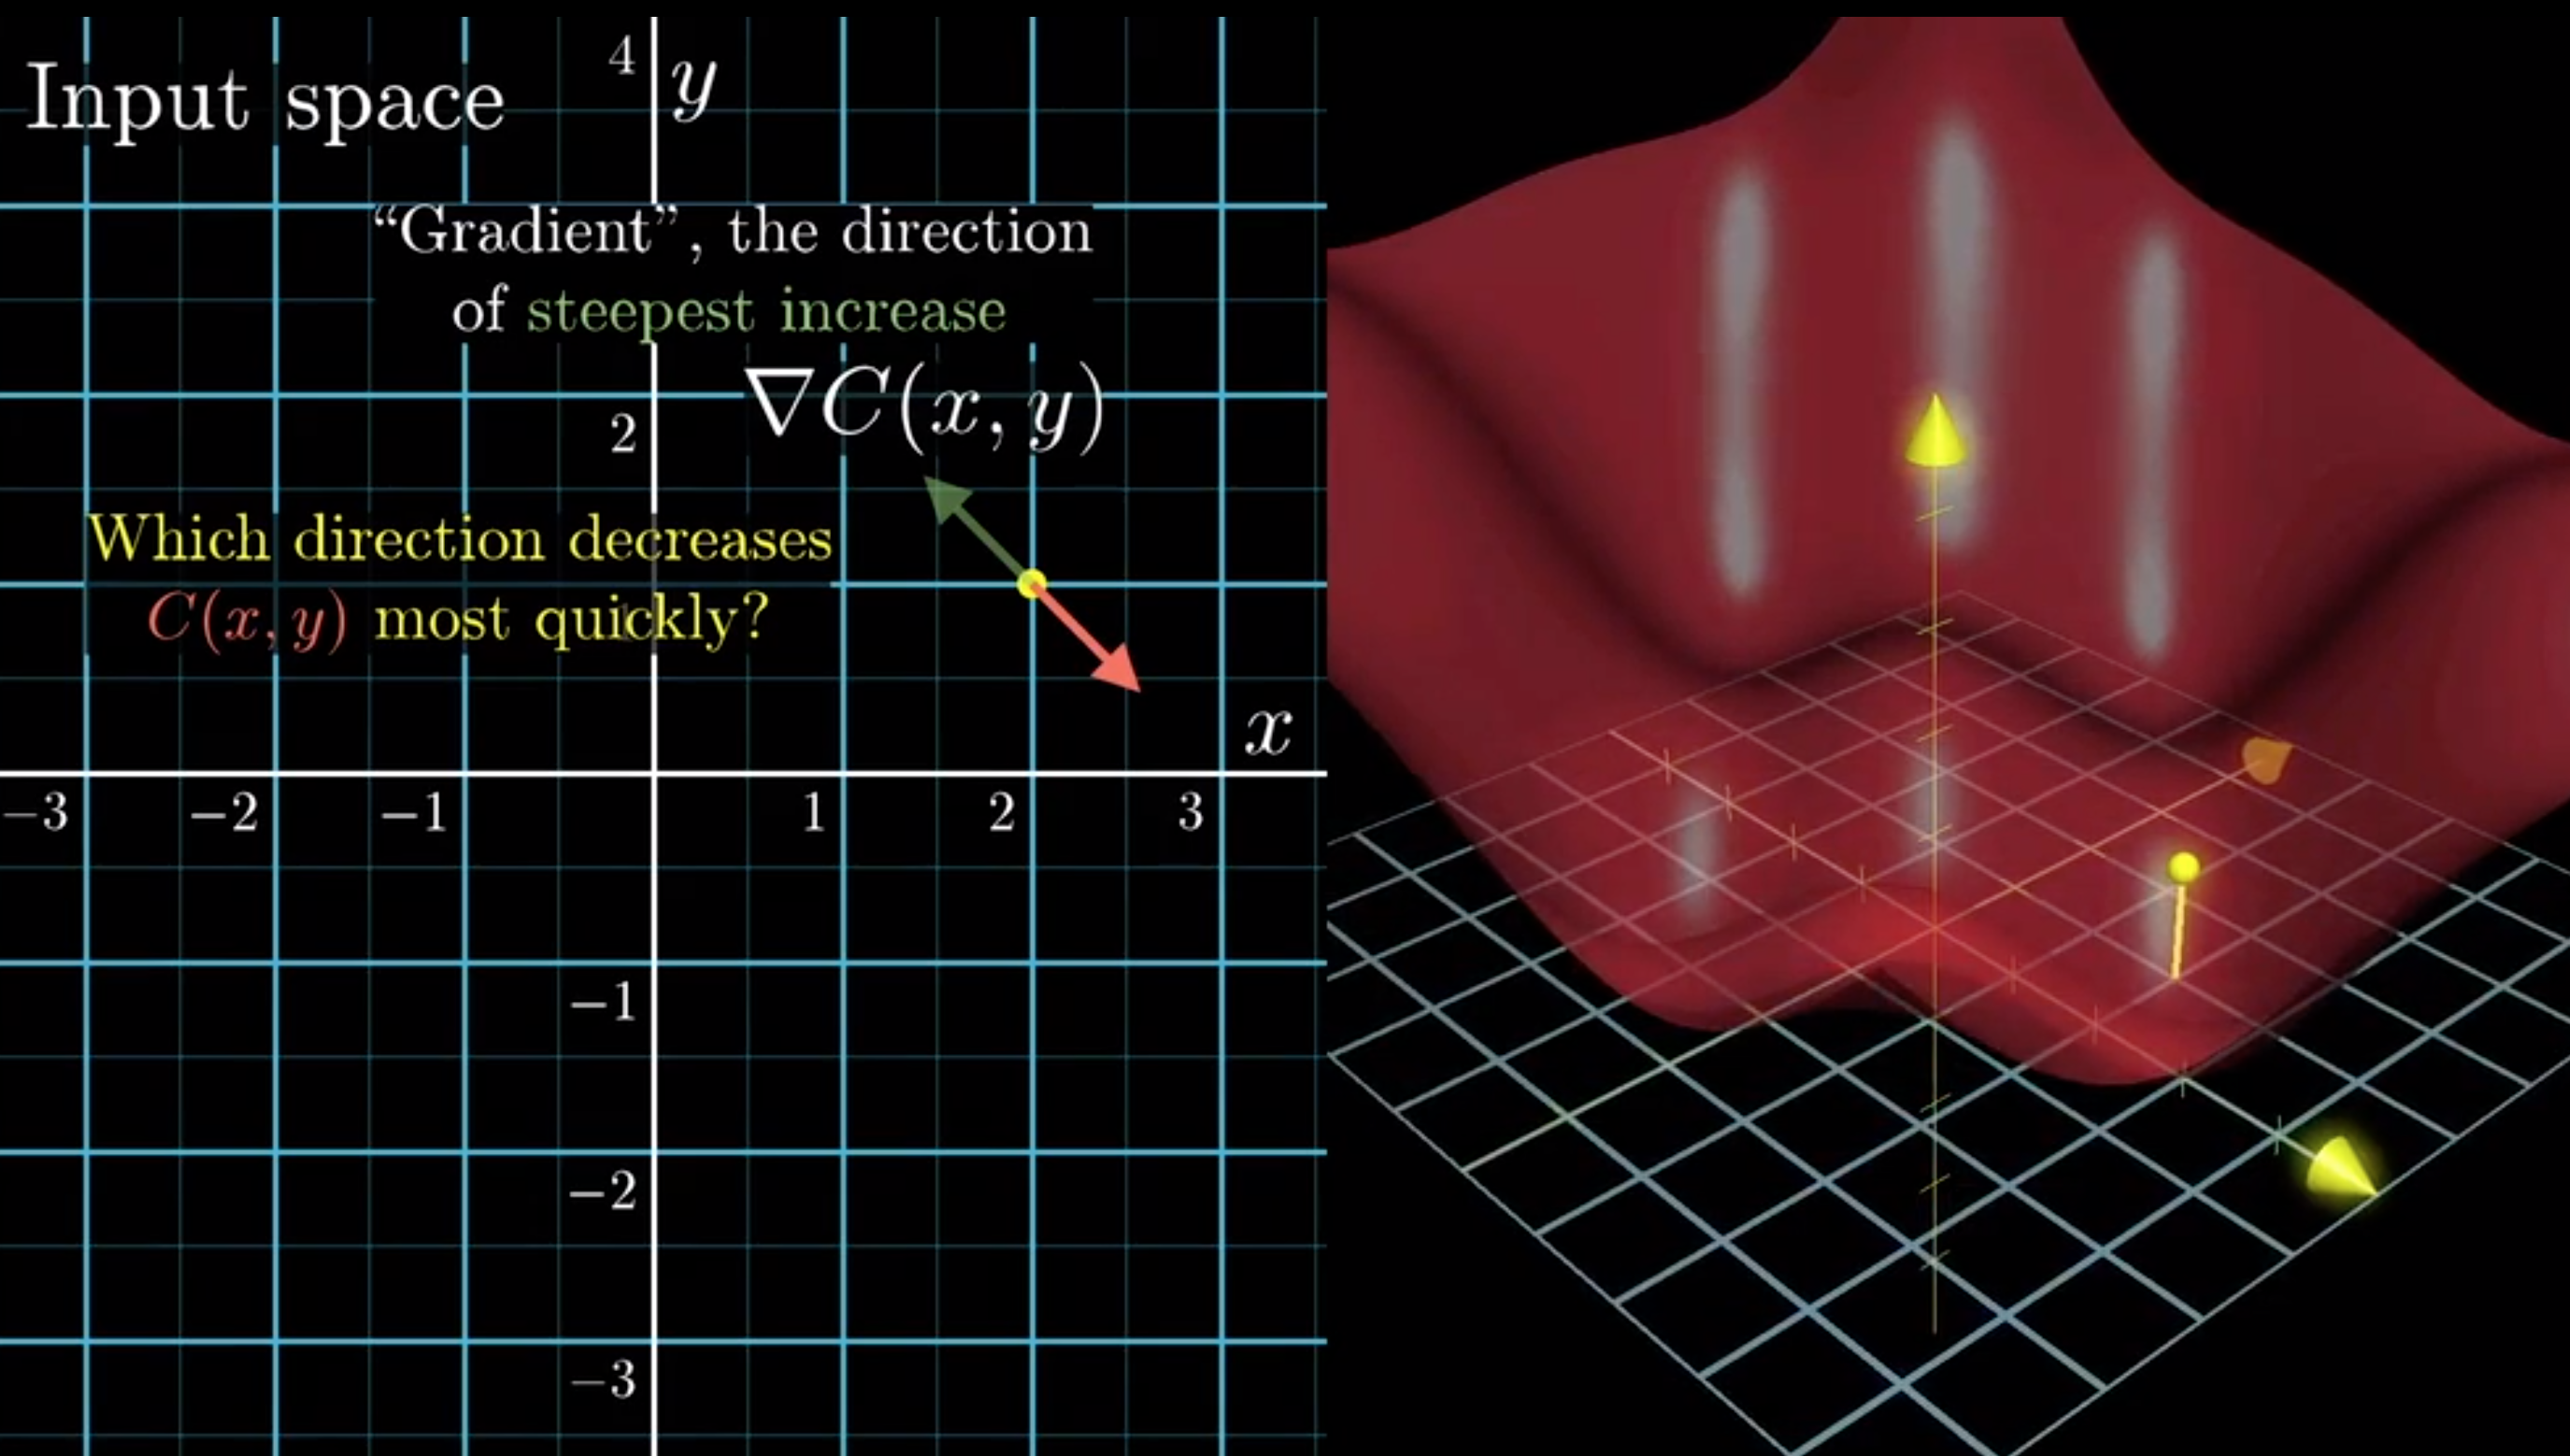 4
y
Input space
“Gradient”, the direction
of steepest increase
∇C(x, y)
2
Which direction decreases
C(x, y) most quickly?
x
−3 −2 −1 1 2 3
−1
−2
−3